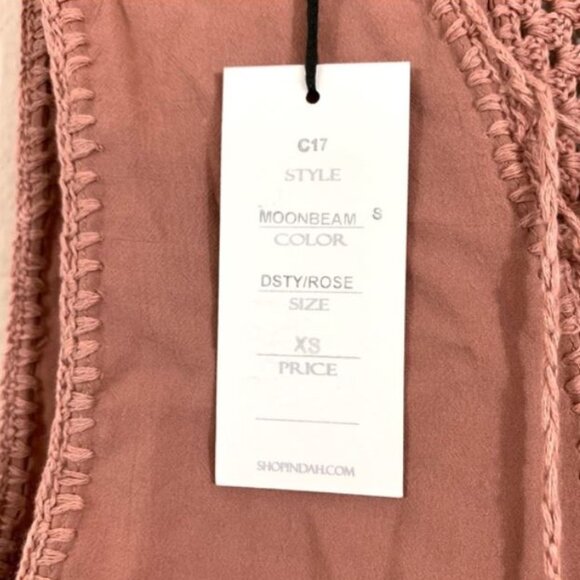 C17
STYLE
MOONBEAM S
COLOR
DSTY/ROSE
SIZE
XS
PRICE
SHOPINDAH.COM